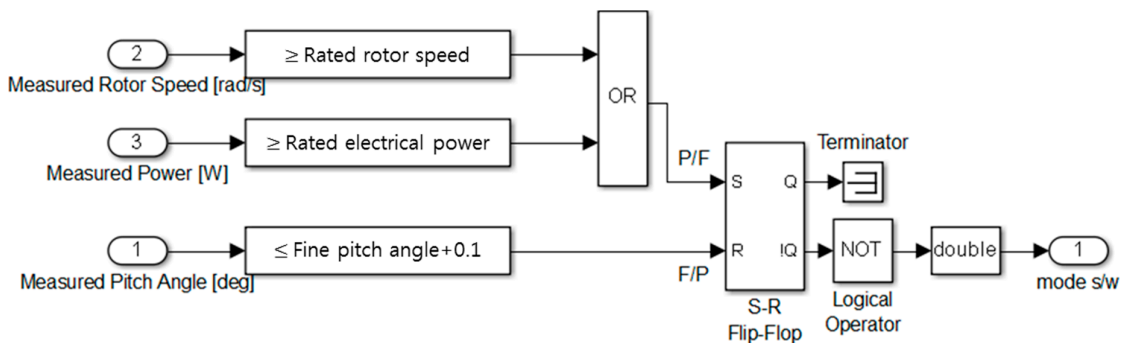 2
Measured Rotor Speed [rad/s]
≥ Rated rotor speed
3
Measured Power [W]
≥ Rated electrical power
OR
1
Measured Pitch Angle [deg]
≤ Fine pitch angle+0.1
P/F
F/P
S
Q
R
!Q
S-R
Flip-Flop
Terminator
NOT
Logical
Operator
double
1
mode s/w